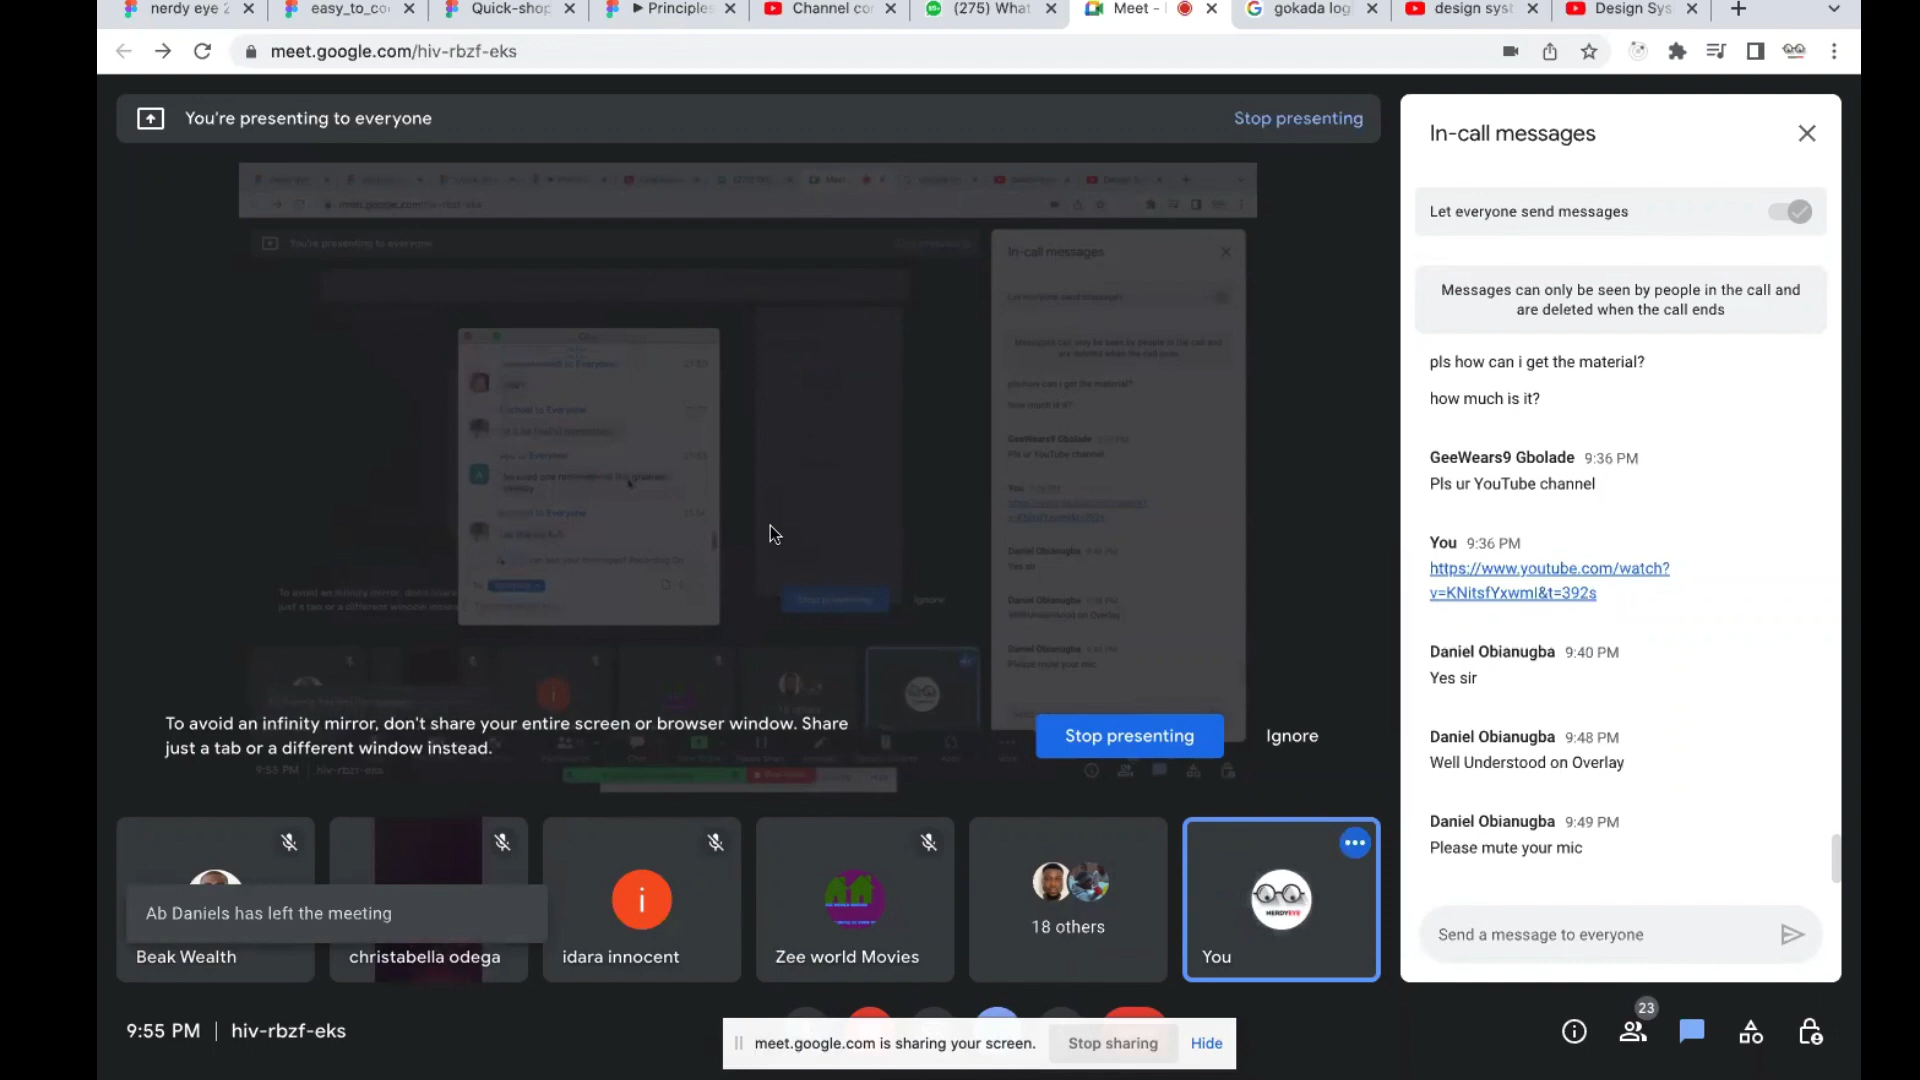 nerdy eye 2
easy_to_co
Quick-shop
Principles
Channel cor
(275) What
Meet -
gokada log
design syst
Design Sys
meet.google.com/hiv-rbzf-eks
You're presenting to everyone
Stop presenting
In-call messages
Let everyone send messages
Messages can only be seen by people in the call and
are deleted when the call ends
pls how can i get the material?
how much is it?
GeeWears9 Gbolade 9:36 PM
Pls ur YouTube channel
You 9:36 PM
https://www.youtube.com/watch?
v=KNitsfYxwmI&t=392s
Daniel Obianugba 9:40 PM
Yes sir
Daniel Obianugba 9:48 PM
Well Understood on Overlay
Daniel Obianugba 9:49 PM
Please mute your mic
Send a message to everyone
In-call messages
To avoid an infinity mirror, don't share your entire screen or browser window. Share
just a tab or a different window instead.
Stop presenting
Ignore
Ab Daniels has left the meeting
Beak Wealth
christabella odega
i
idara innocent
Zee world Movies
18 others
NERDYEYE
You
9:55 PM | hiv-rbzf-eks
meet.google.com is sharing your screen.
Stop sharing
Hide
23